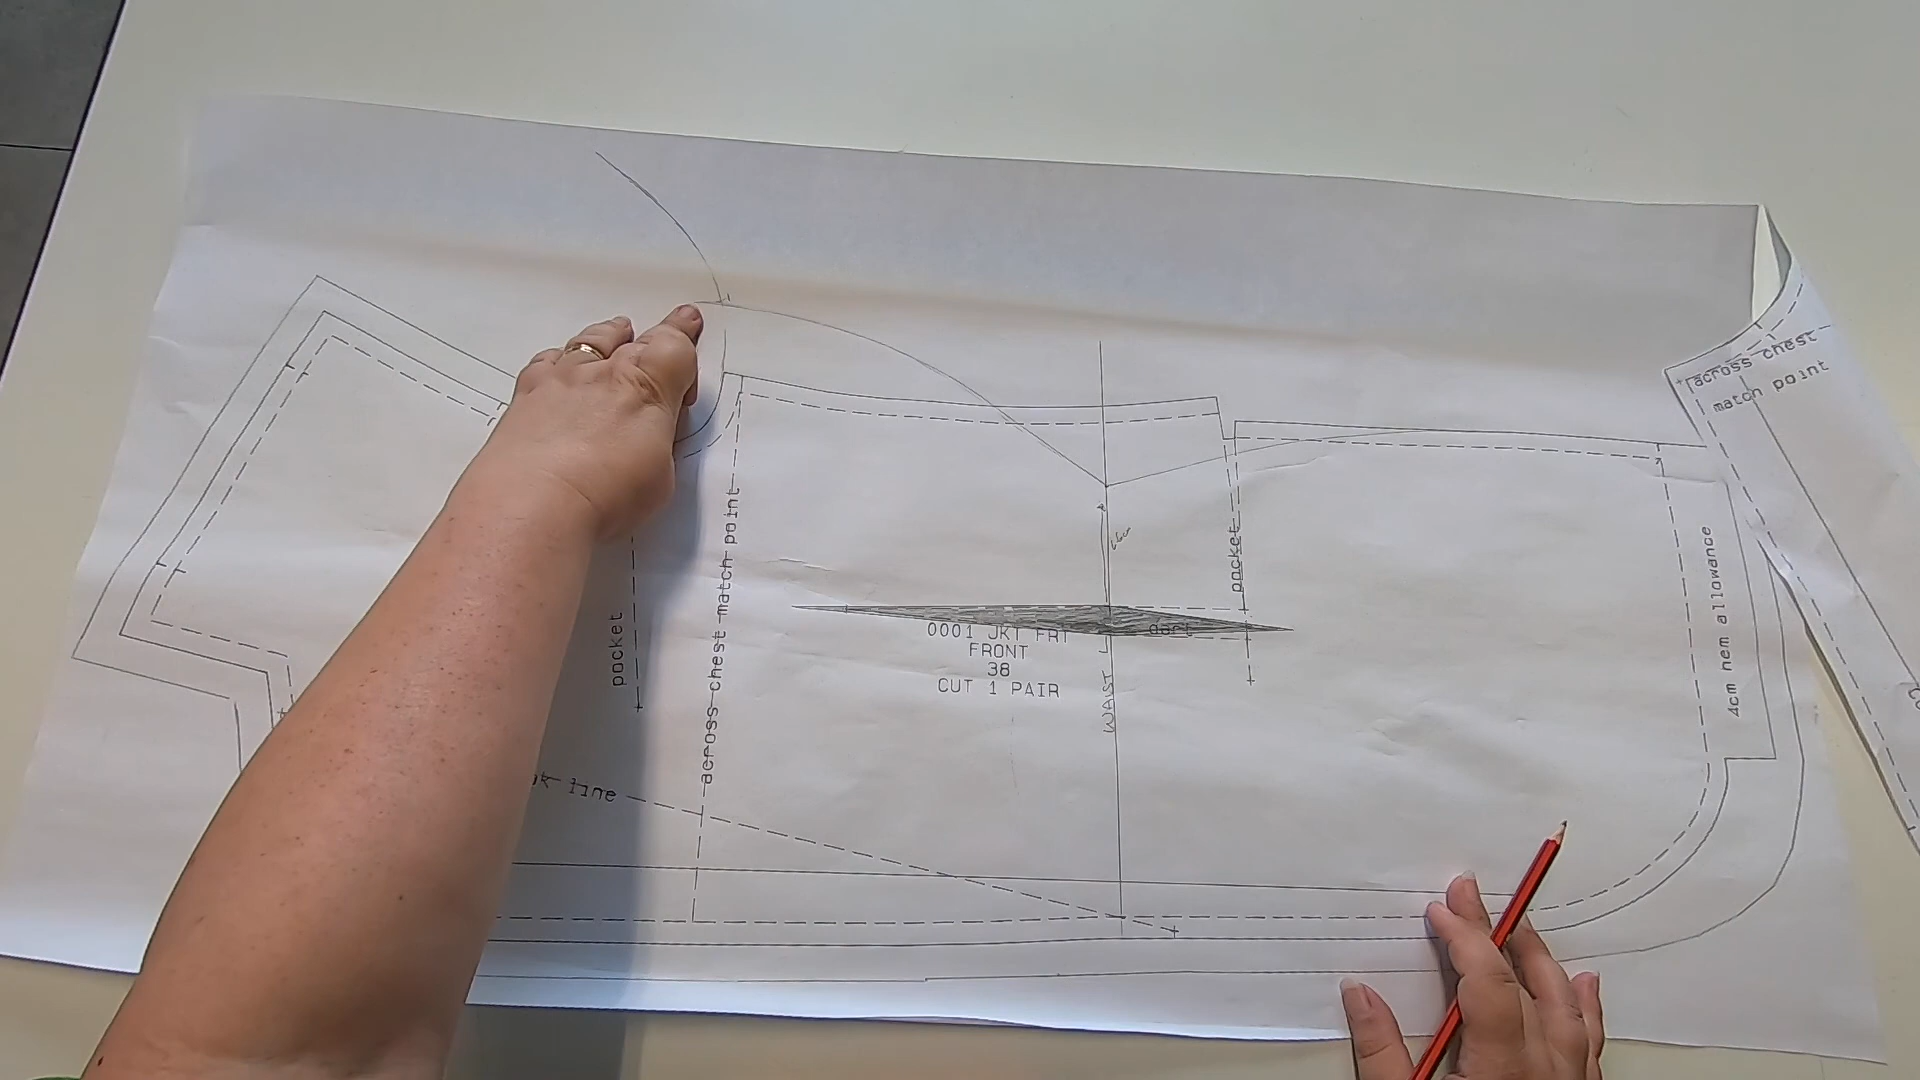 across chest
match point
pocket
across chest match point
line
0001 JKT FRT
FRONT
38
CUT 1 PAIR
dart
WAIST L
pocket
4cm hem allowance